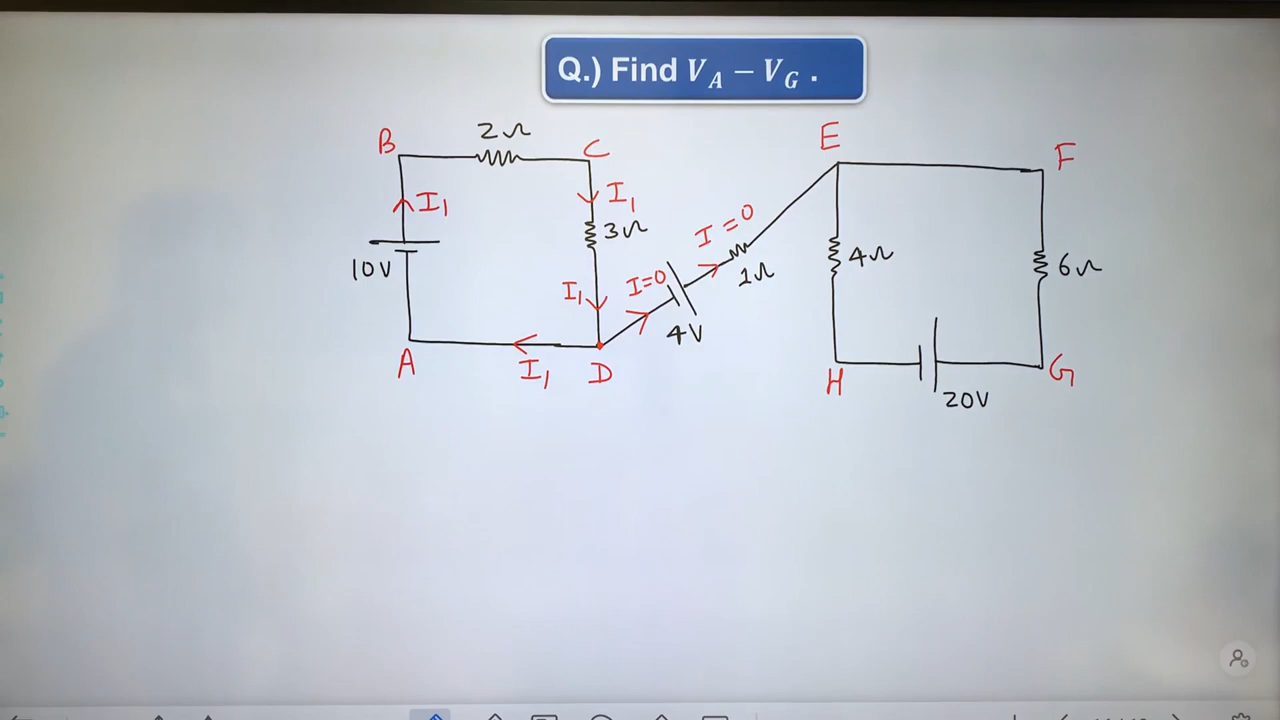 Q.) Find V_A − V_G .
B
2Ω
C
E
F
I₁
I₁
3Ω
I = 0
10V
I₁
I=0
1Ω
4Ω
6Ω
4V
A
I₁
D
H
20V
G